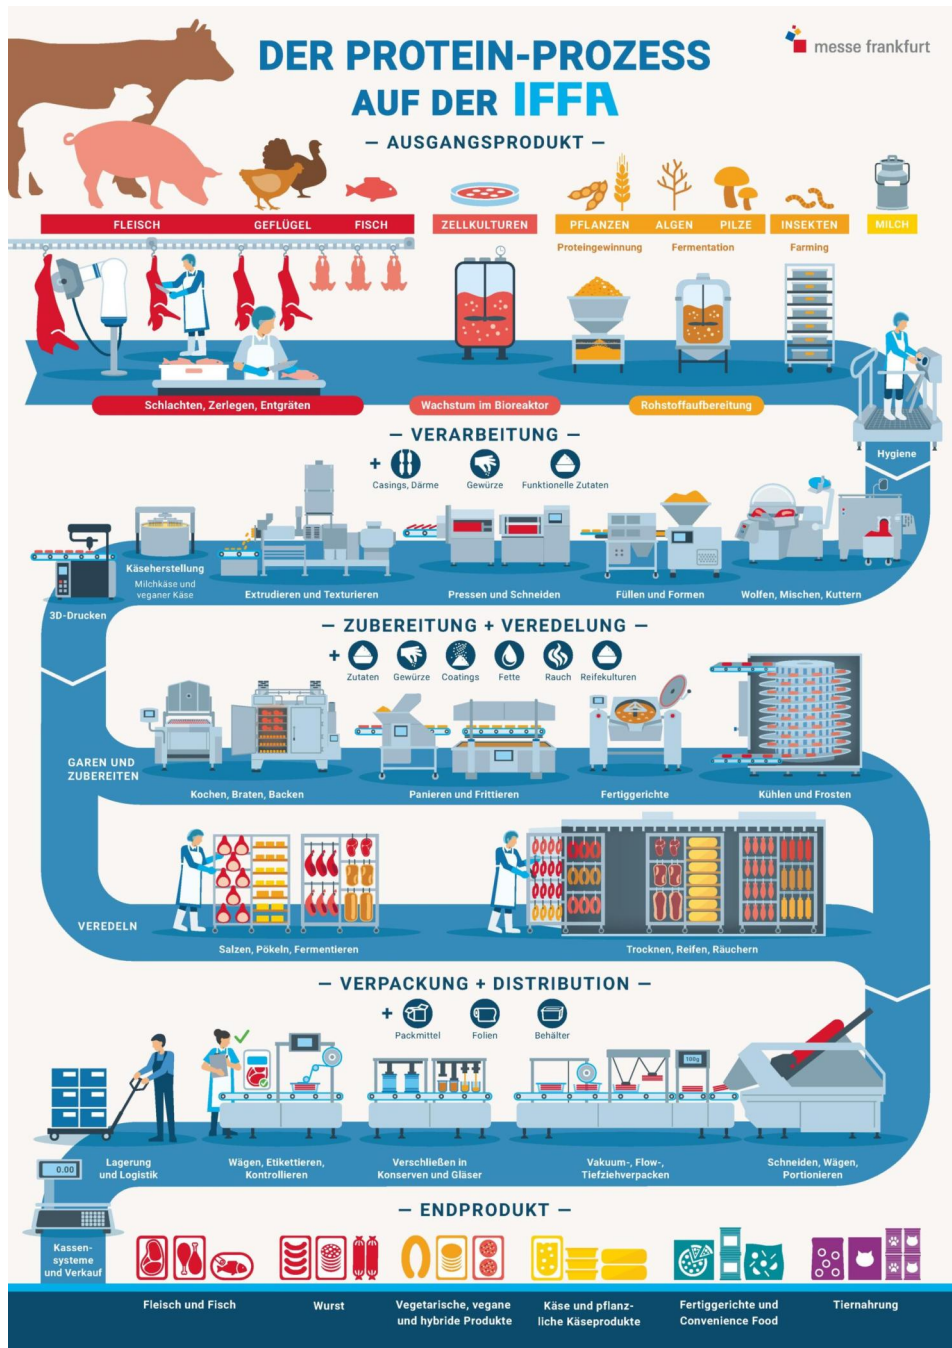 DER PROTEIN-PROZESS
AUF DER IFFA
messe frankfurt
— AUSGANGSPRODUKT —
FLEISCH
GEFLÜGEL
FISCH
ZELLKULTUREN
PFLANZEN
ALGEN
PILZE
INSEKTEN
MILCH
Proteingewinnung
Fermentation
Farming
Schlachten, Zerlegen, Entgräten
Wachstum im Bioreaktor
Rohstoffaufbereitung
Hygiene
— VERARBEITUNG —
+
Casings, Därme
Gewürze
Funktionelle Zutaten
3D-Drucken
Käseherstellung
Milchkäse und
veganer Käse
Extrudieren und Texturieren
Pressen und Schneiden
Füllen und Formen
Wolfen, Mischen, Kuttern
— ZUBEREITUNG + VEREDELUNG —
+
Zutaten
Gewürze
Coatings
Fette
Rauch
Reifekulturen
GAREN UND
ZUBEREITEN
Kochen, Braten, Backen
Panieren und Frittieren
Fertiggerichte
Kühlen und Frosten
VEREDELN
Salzen, Pökeln, Fermentieren
Trocknen, Reifen, Räuchern
— VERPACKUNG + DISTRIBUTION —
+
Packmittel
Folien
Behälter
100g
0.00
Lagerung
und Logistik
Wägen, Etikettieren,
Kontrollieren
Verschließen in
Konserven und Gläser
Vakuum-, Flow-,
Tiefziehverpacken
Schneiden, Wägen,
Portionieren
— ENDPRODUKT —
Kassen-
systeme
und Verkauf
Fleisch und Fisch
Wurst
Vegetarische, vegane
und hybride Produkte
Käse und pflanz-
liche Käseprodukte
Fertiggerichte und
Convenience Food
Tiernahrung